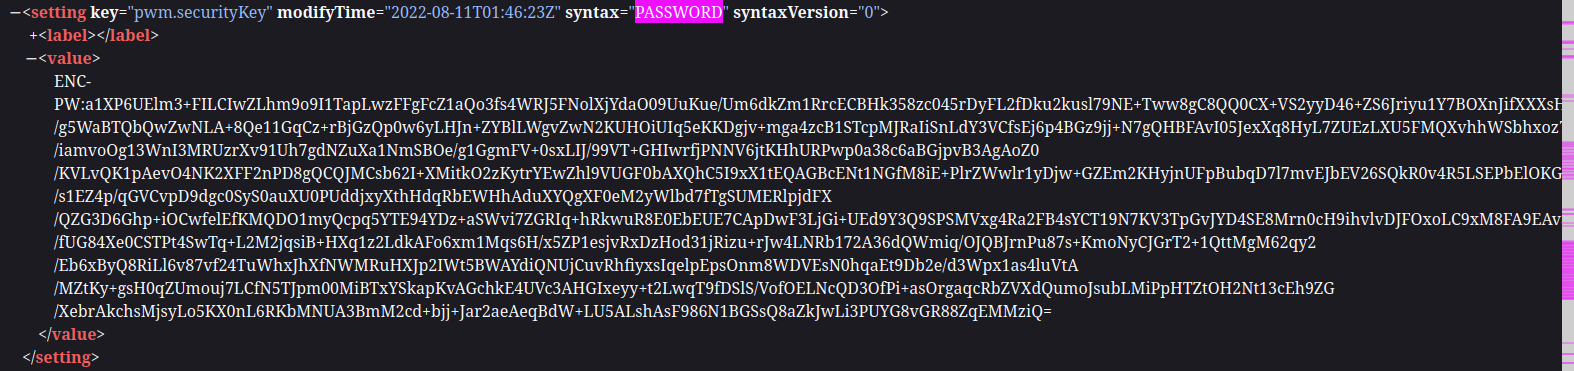 —<setting key="pwm.securityKey" modifyTime="2022-08-11T01:46:23Z" syntax="PASSWORD" syntaxVersion="0">
+<label></label>
—<value>
ENC-
PW:a1XP6UElm3+FILCIwZLhm9o9I1TapLwzFFgFcZ1aQo3fs4WRJ5FNolXjYdaO09UuKue/Um6dkZm1RrcECBHk358zc045rDyFL2fDku2kusl79NE+Tww8gC8QQ0CX+VS2yyD46+ZS6Jriyu1Y7BOXnJifXXXsH
/g5WaBTQbQwZwNLA+8Qe11GqCz+rBjGzQp0w6yLHJn+ZYBlLWgvZwN2KUHOiUIq5eKKDgjv+mga4zcB1STcpMJRaIiSnLdY3VCfsEj6p4BGz9jj+N7gQHBFAvI05JexXq8HyL7ZUEzLXU5FMQXvhhWSbhxoz7
/iamvoOg13WnI3MRUzrXv91Uh7gdNZuXa1NmSBOe/g1GgmFV+0sxLIJ/99VT+GHIwrfjPNNV6jtKHhURPwp0a38c6aBGjpvB3AgAoZ0
/KVLvQK1pAevO4NK2XFF2nPD8gQCQJMCsb62I+XMitkO2zKytrYEwZhl9VUGF0bAXQhC5I9xX1tEQAGBcENt1NGfM8iE+PlrZWwlr1yDjw+GZEm2KHyjnUFpBubqD7l7mvEJbEV26SQkR0v4R5LSEPbElOKG
/s1EZ4p/qGVCvpD9dgc0SyS0auXU0PUddjxyXthHdqRbEWHhAduXYQgXF0eM2yWlbd7fTgSUMERlpjdFX
/QZG3D6Ghp+iOCwfelEfKMQDO1myQcpq5YTE94YDz+aSWvi7ZGRIq+hRkwuR8E0EbEUE7CApDwF3LjGi+UEd9Y3Q9SPSMVxg4Ra2FB4sYCT19N7KV3TpGvJYD4SE8Mrn0cH9ihvlvDJFOxoLC9xM8FA9EAv
/fUG84Xe0CSTPt4SwTq+L2M2jqsiB+HXq1z2LdkAFo6xm1Mqs6H/x5ZP1esjvRxDzHod31jRizu+rJw4LNRb172A36dQWmiq/OJQBJrnPu87s+KmoNyCJGrT2+1QttMgM62qy2
/Eb6xByQ8RiLl6v87vf24TuWhxJhXfNWMRuHXJp2IWt5BWAYdiQNUjCuvRhfiyxsIqelpEpsOnm8WDVEsN0hqaEt9Db2e/d3Wpx1as4luVtA
/MZtKy+gsH0qZUmouj7LCfN5TJpm00MiBTxYSkapKvAGchkE4UVc3AHGIxeyy+t2LwqT9fDSlS/VofOELNcQD3OfPi+asOrgaqcRbZVXdQumoJsubLMiPpHTZtOH2Nt13cEh9ZG
/XebrAkchsMjsyLo5KX0nL6RKbMNUA3BmM2cd+bjj+Jar2aeAeqBdW+LU5ALshAsF986N1BGSsQ8aZkJwLi3PUYG8vGR88ZqEMMziQ=
</value>
</setting>